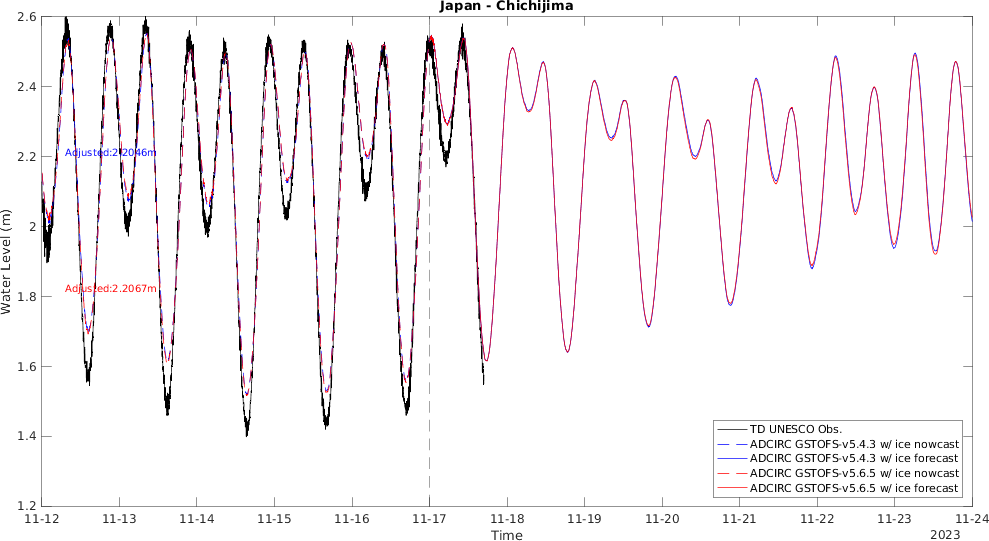 Japan - Chichijima
2.6
2.4
2.2
2
1.8
1.6
1.4
1.2
Water Level (m)
Adjusted:2.2046m
Adjusted:2.2067m
TD UNESCO Obs.
ADCIRC GSTOFS-v5.4.3 w/ ice nowcast
ADCIRC GSTOFS-v5.4.3 w/ ice forecast
ADCIRC GSTOFS-v5.6.5 w/ ice nowcast
ADCIRC GSTOFS-v5.6.5 w/ ice forecast
11-12 11-13 11-14 11-15 11-16 11-17 11-18 11-19 11-20 11-21 11-22 11-23 11-24
Time
2023